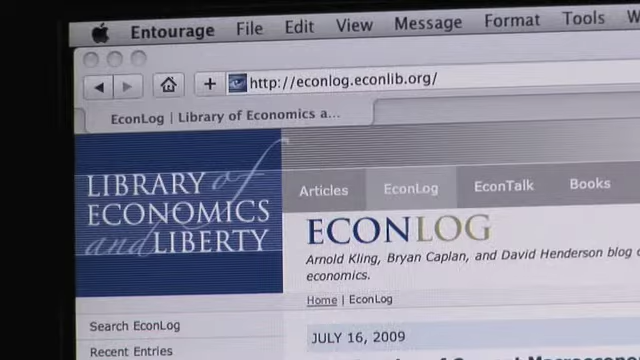 Entourage File Edit View Message Format Tools
http://econlog.econlib.org/
EconLog | Library of Economics a...
LIBRARY of
ECONOMICS
and LIBERTY
Articles EconLog EconTalk Books
ECONLOG
Arnold Kling, Bryan Caplan, and David Henderson blog
economics.
Home | EconLog
Search EconLog
JULY 16, 2009
Recent Entries